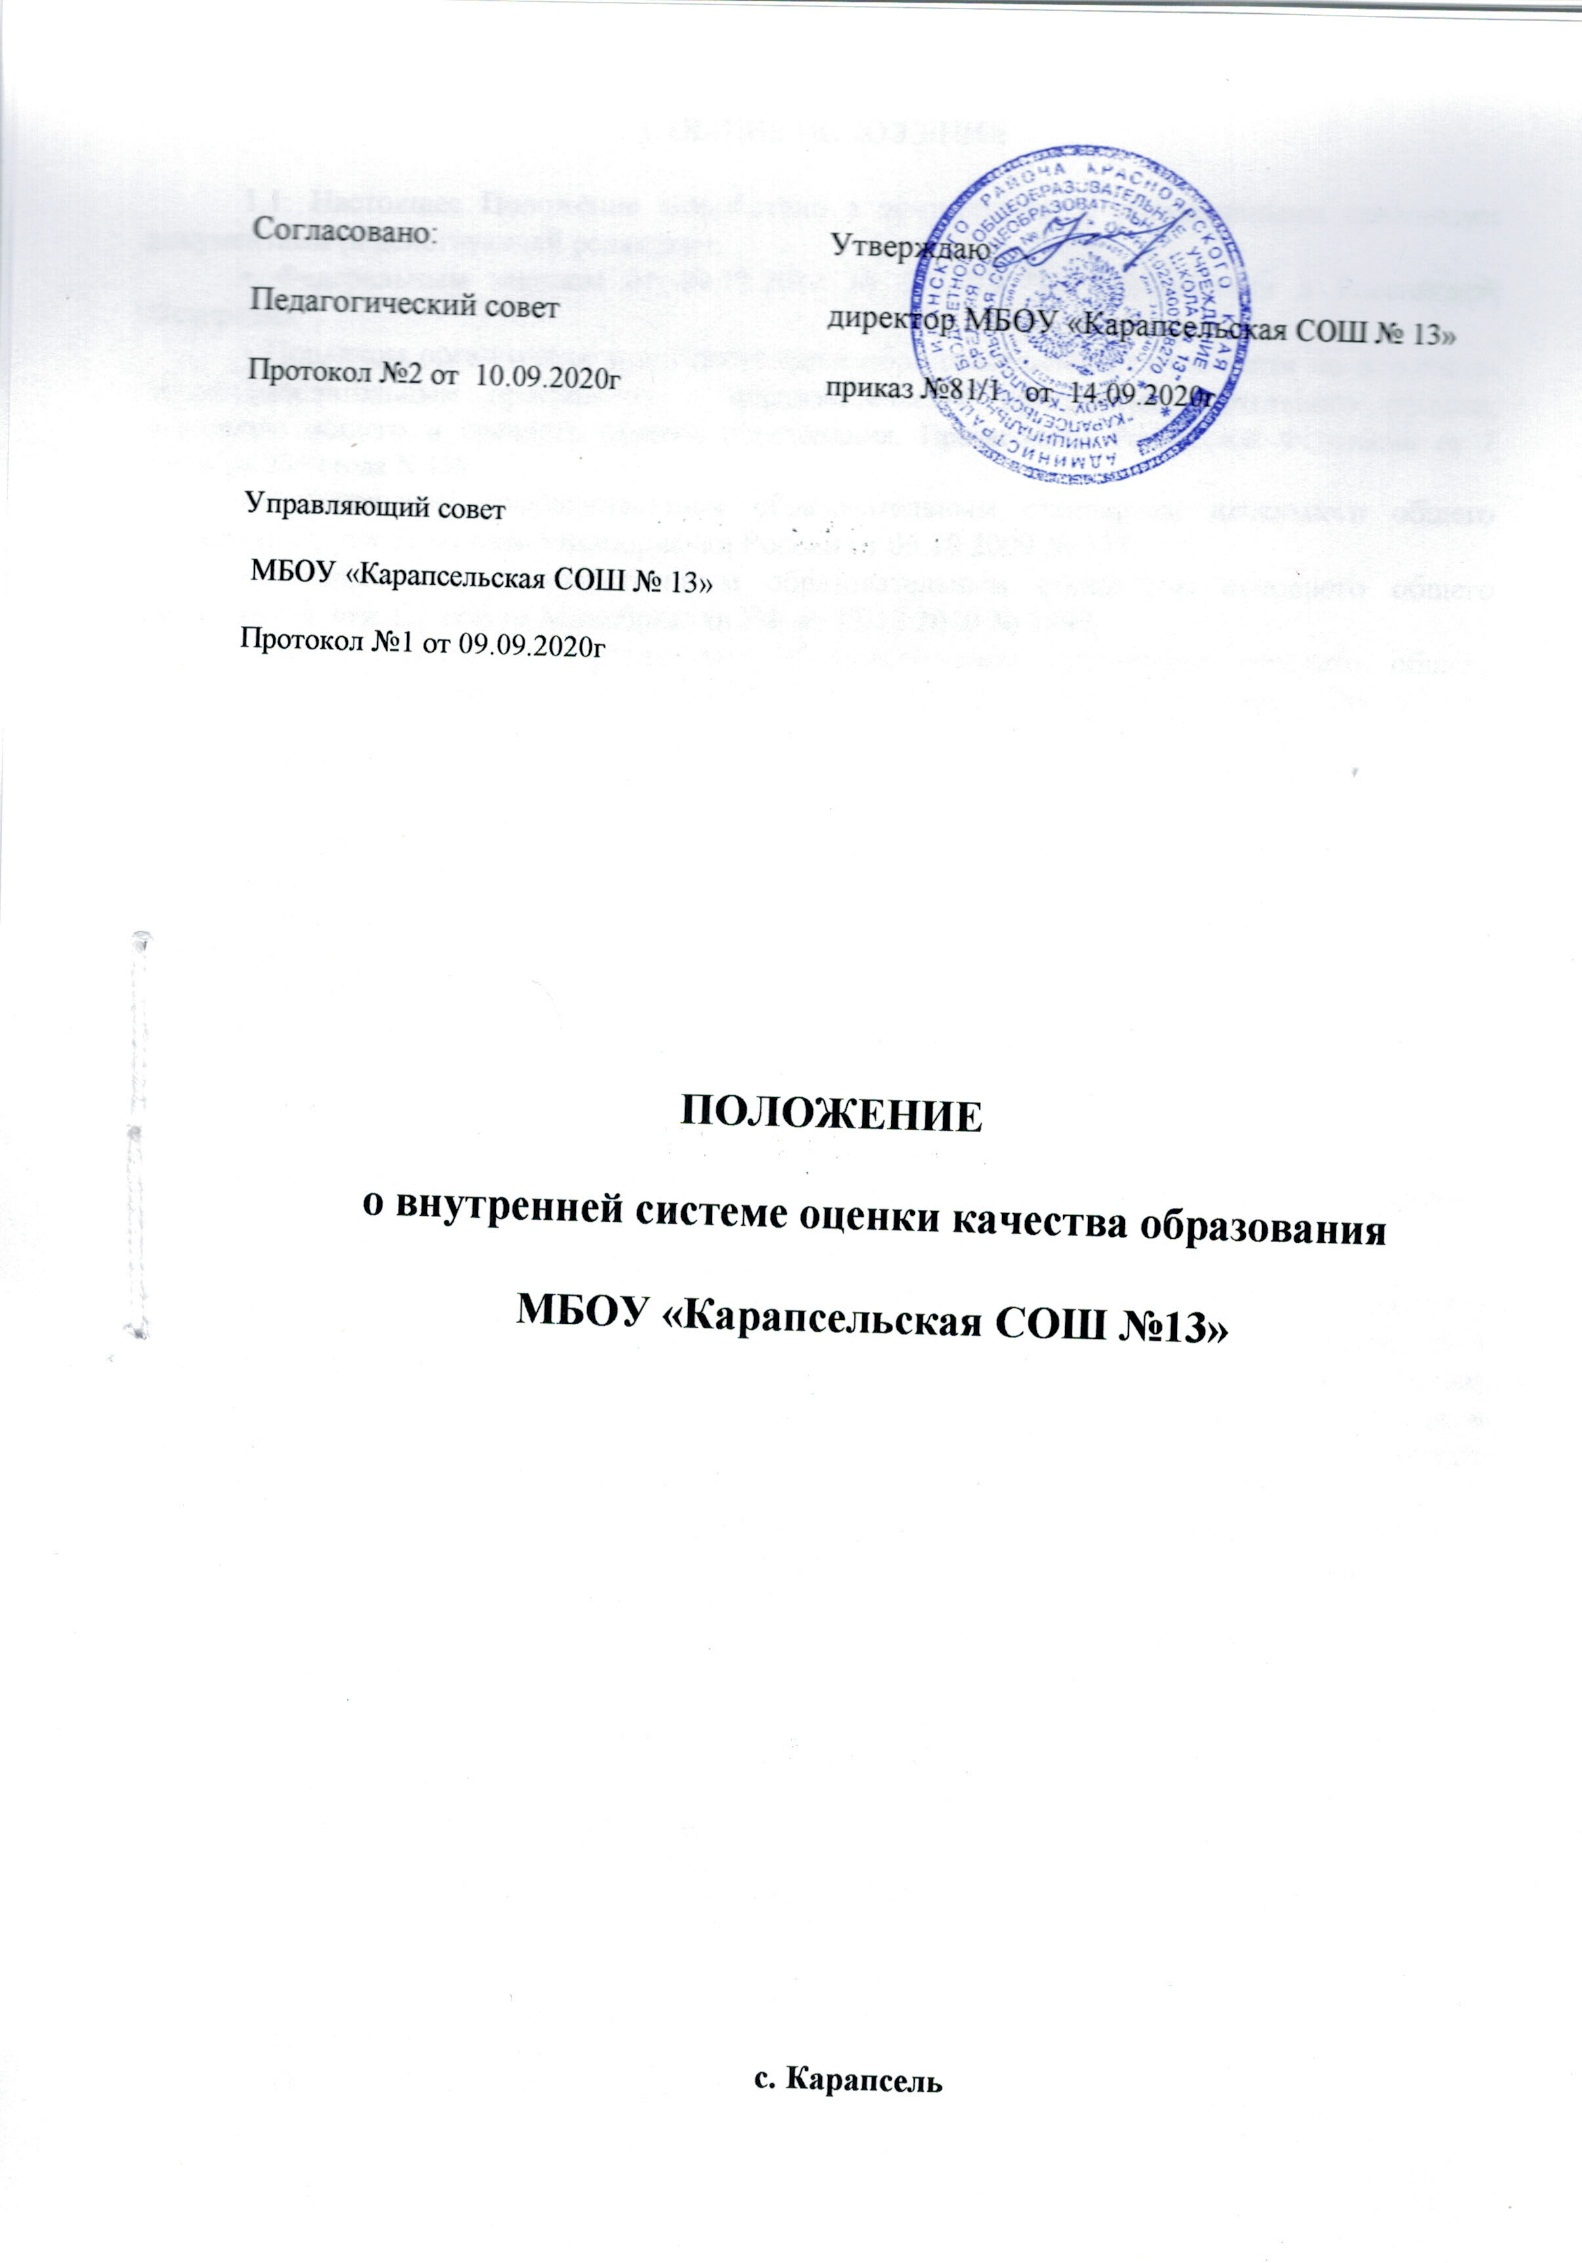 Согласовано:
Педагогический совет
Протокол №2 от 10.09.2020г
Управляющий совет
МБОУ «Карапсельская СОШ № 13»
Протокол №1 от 09.09.2020г
Утверждаю
директор МБОУ «Карапсельская СОШ № 13»
приказ №81/1 от 14.09.2020г
ПОЛОЖЕНИЕ
о внутренней системе оценки качества образования
МБОУ «Карапсельская СОШ №13»
с. Карапсель